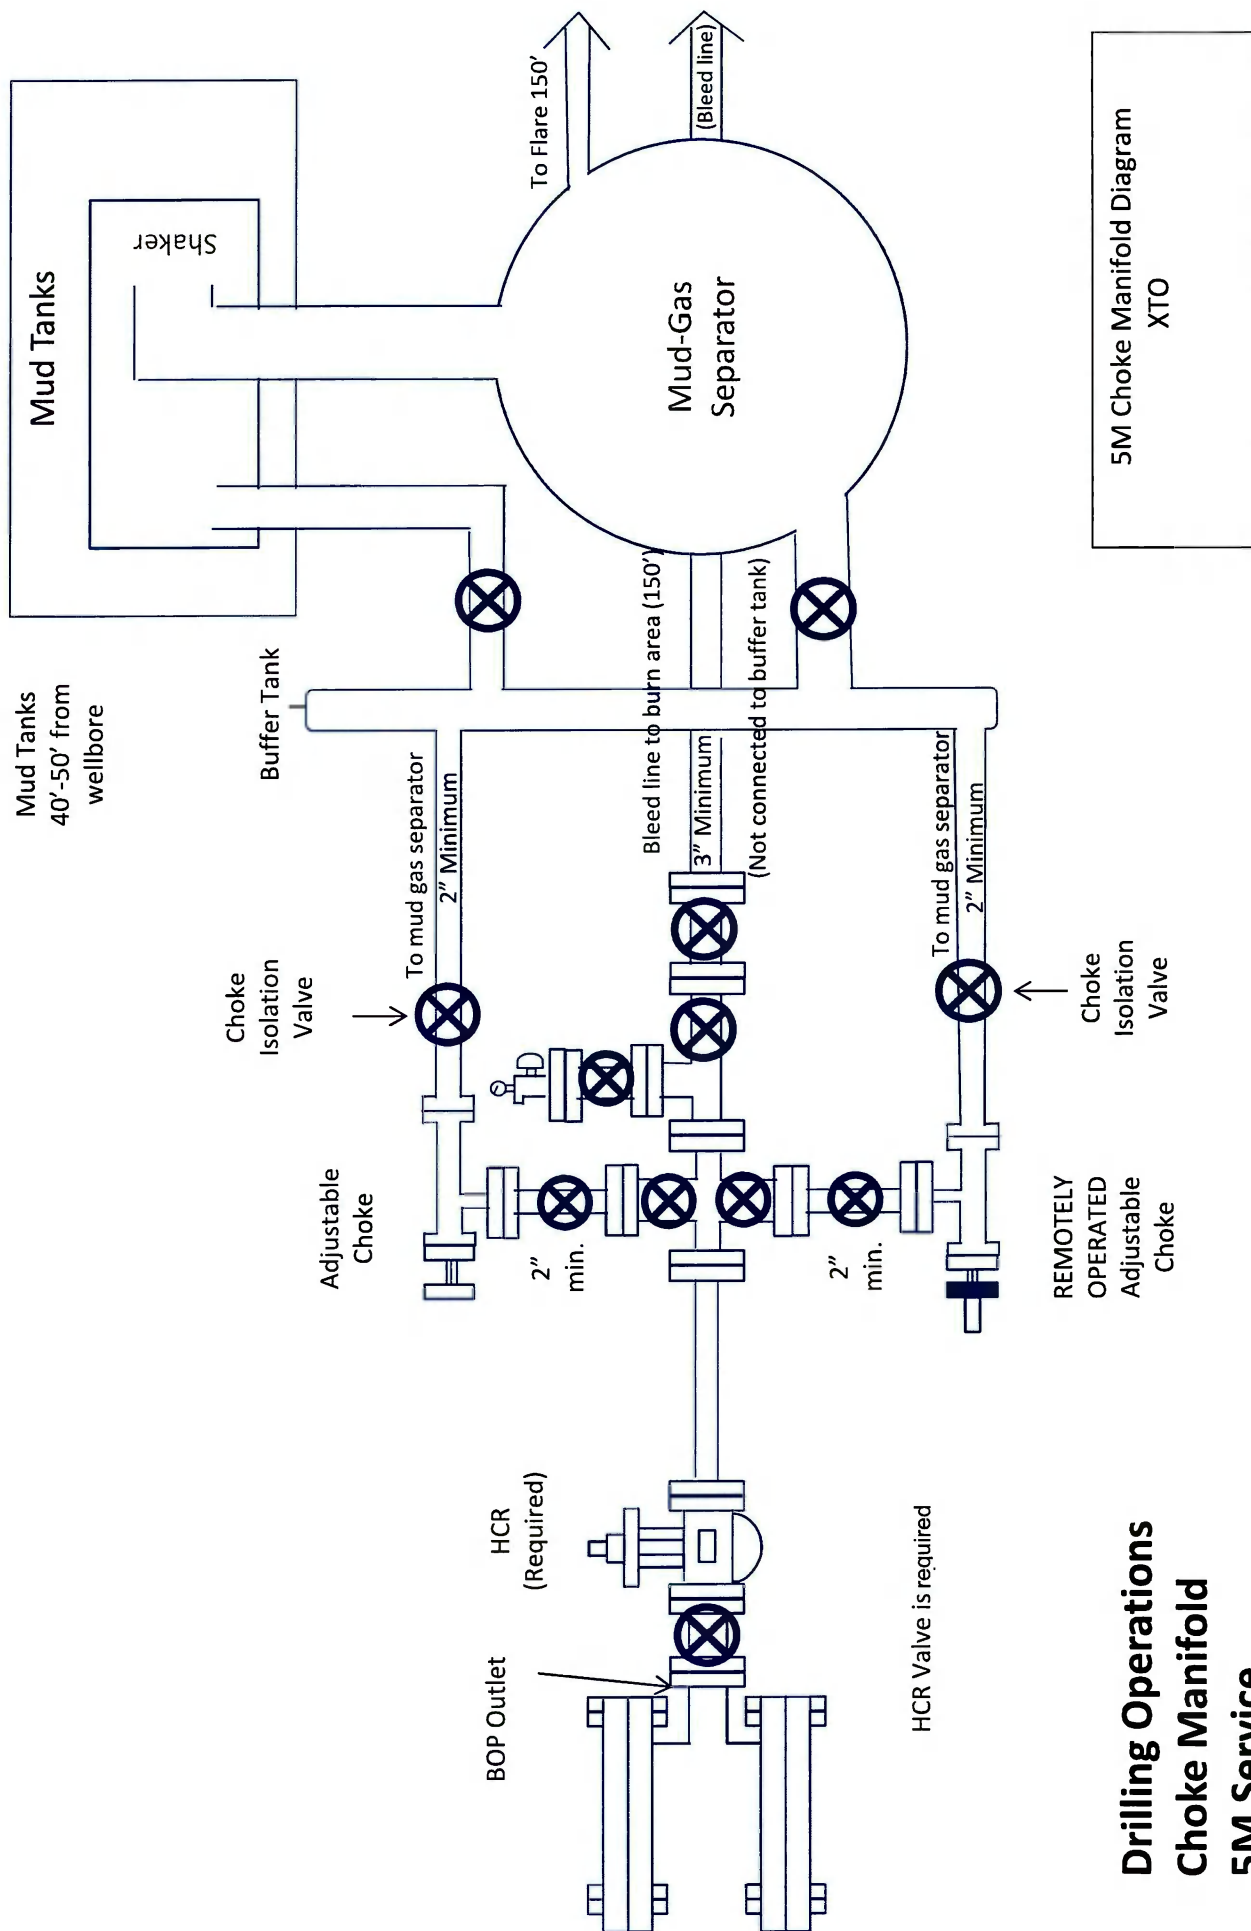 Mud Tanks
40'-50' from
wellbore
Mud Tanks
Shaker
Buffer Tank
To Flare 150'
(Bleed line)
Mud-Gas
Separator
Choke
Isolation
Valve
To mud gas separator
2" Minimum
Bleed line to burn area (150')
3" Minimum
(Not connected to buffer tank)
To mud gas separator
2" Minimum
Choke
Isolation
Valve
Adjustable
Choke
2"
min.
2"
min.
REMOTELY
OPERATED
Adjustable
Choke
HCR
(Required)
BOP Outlet
HCR Valve is required
Drilling Operations
Choke Manifold
5M Service
5M Choke Manifold Diagram
XTO